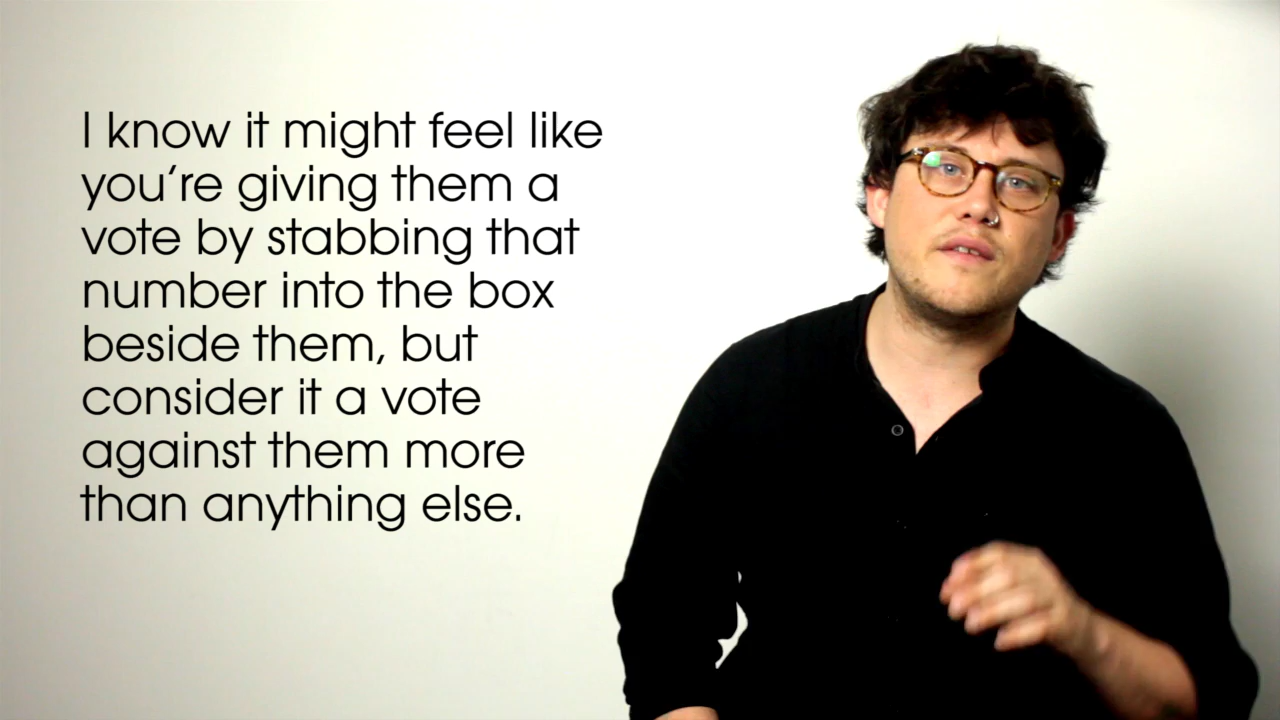 I know it might feel like
you're giving them a
vote by stabbing that
number into the box
beside them, but
consider it a vote
against them more
than anything else.